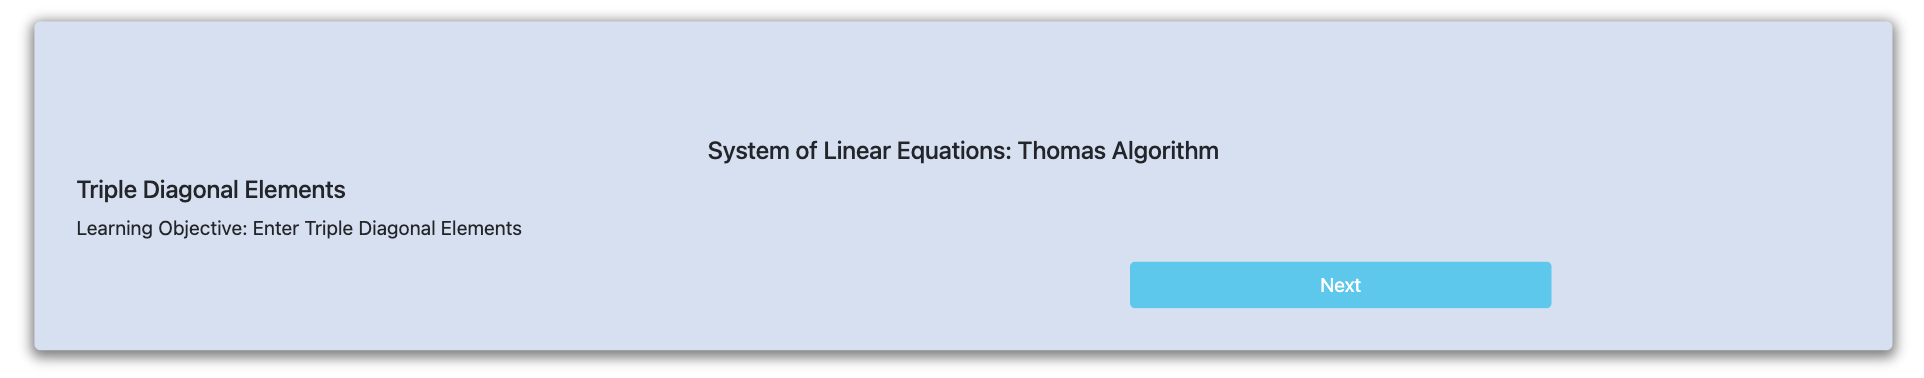 System of Linear Equations: Thomas Algorithm
Triple Diagonal Elements
Learning Objective: Enter Triple Diagonal Elements
Next